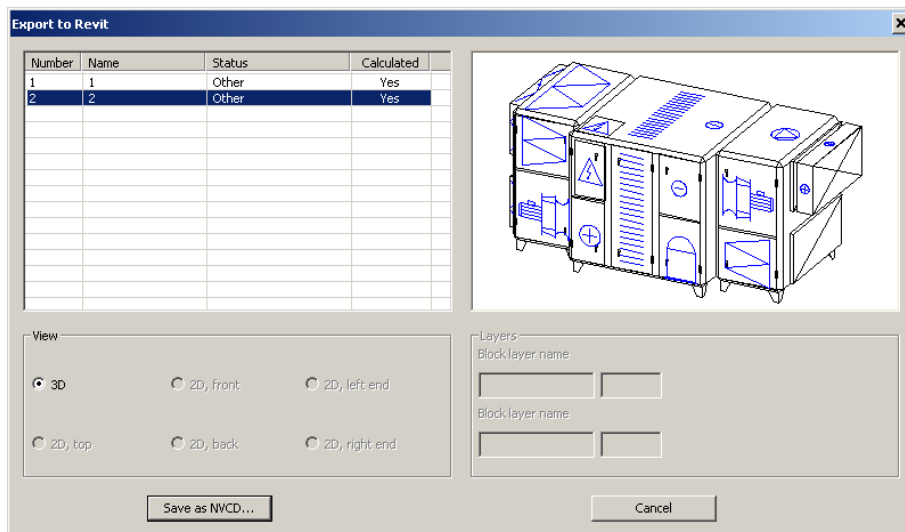 Export to Revit
Number Name Status Calculated
1 1 Other Yes
2 2 Other Yes
View
3D
2D, front
2D, left end
2D, top
2D, back
2D, right end
Layers
Block layer name
Block layer name
Save as NVCD...
Cancel